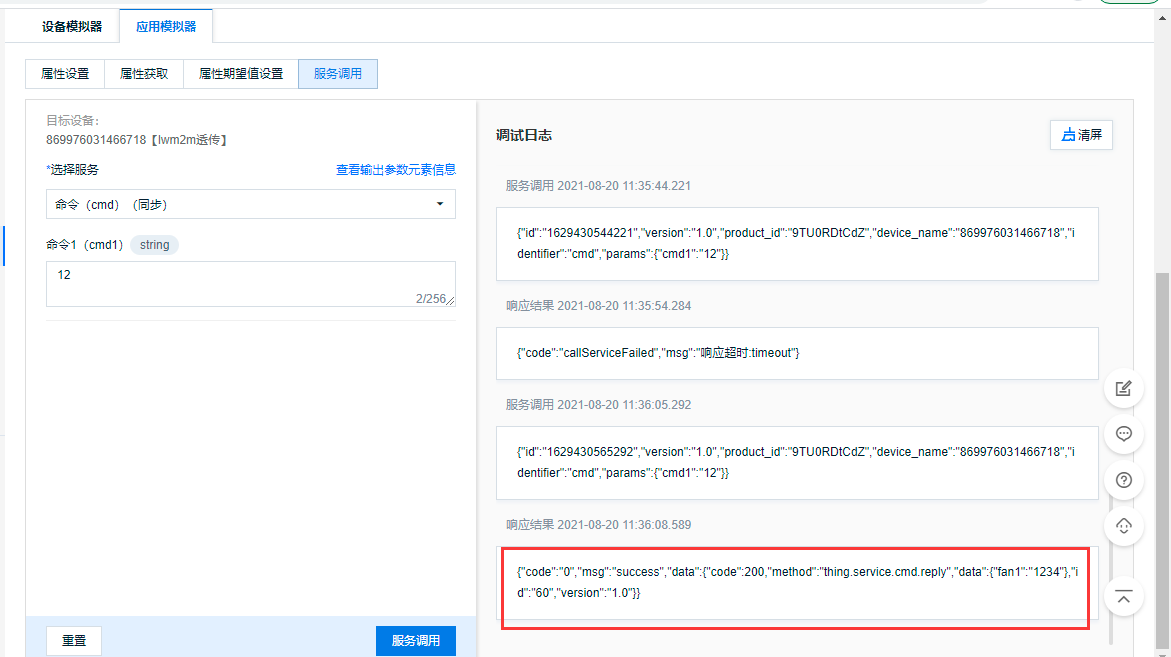 设备模拟器 应用模拟器
属性设置 属性获取 属性期望值设置 服务调用
目标设备：
869976031466718【lwm2m透传】
*选择服务 查看输出参数元素信息
命令（cmd）（同步）
命令1（cmd1） string
12
2/256
重置 服务调用
调试日志 清屏
服务调用 2021-08-20 11:35:44.221
{"id":"1629430544221","version":"1.0","product_id":"9TU0RDtCdZ","device_name":"869976031466718","i
dentifier":"cmd","params":{"cmd1":"12"}}
响应结果 2021-08-20 11:35:54.284
{"code":"callServiceFailed","msg":"响应超时:timeout"}
服务调用 2021-08-20 11:36:05.292
{"id":"1629430565292","version":"1.0","product_id":"9TU0RDtCdZ","device_name":"869976031466718","i
dentifier":"cmd","params":{"cmd1":"12"}}
响应结果 2021-08-20 11:36:08.589
{"code":"0","msg":"success","data":{"code":200,"method":"thing.service.cmd.reply","data":{"fan1":"1234"},"i
d":"60","version":"1.0"}}